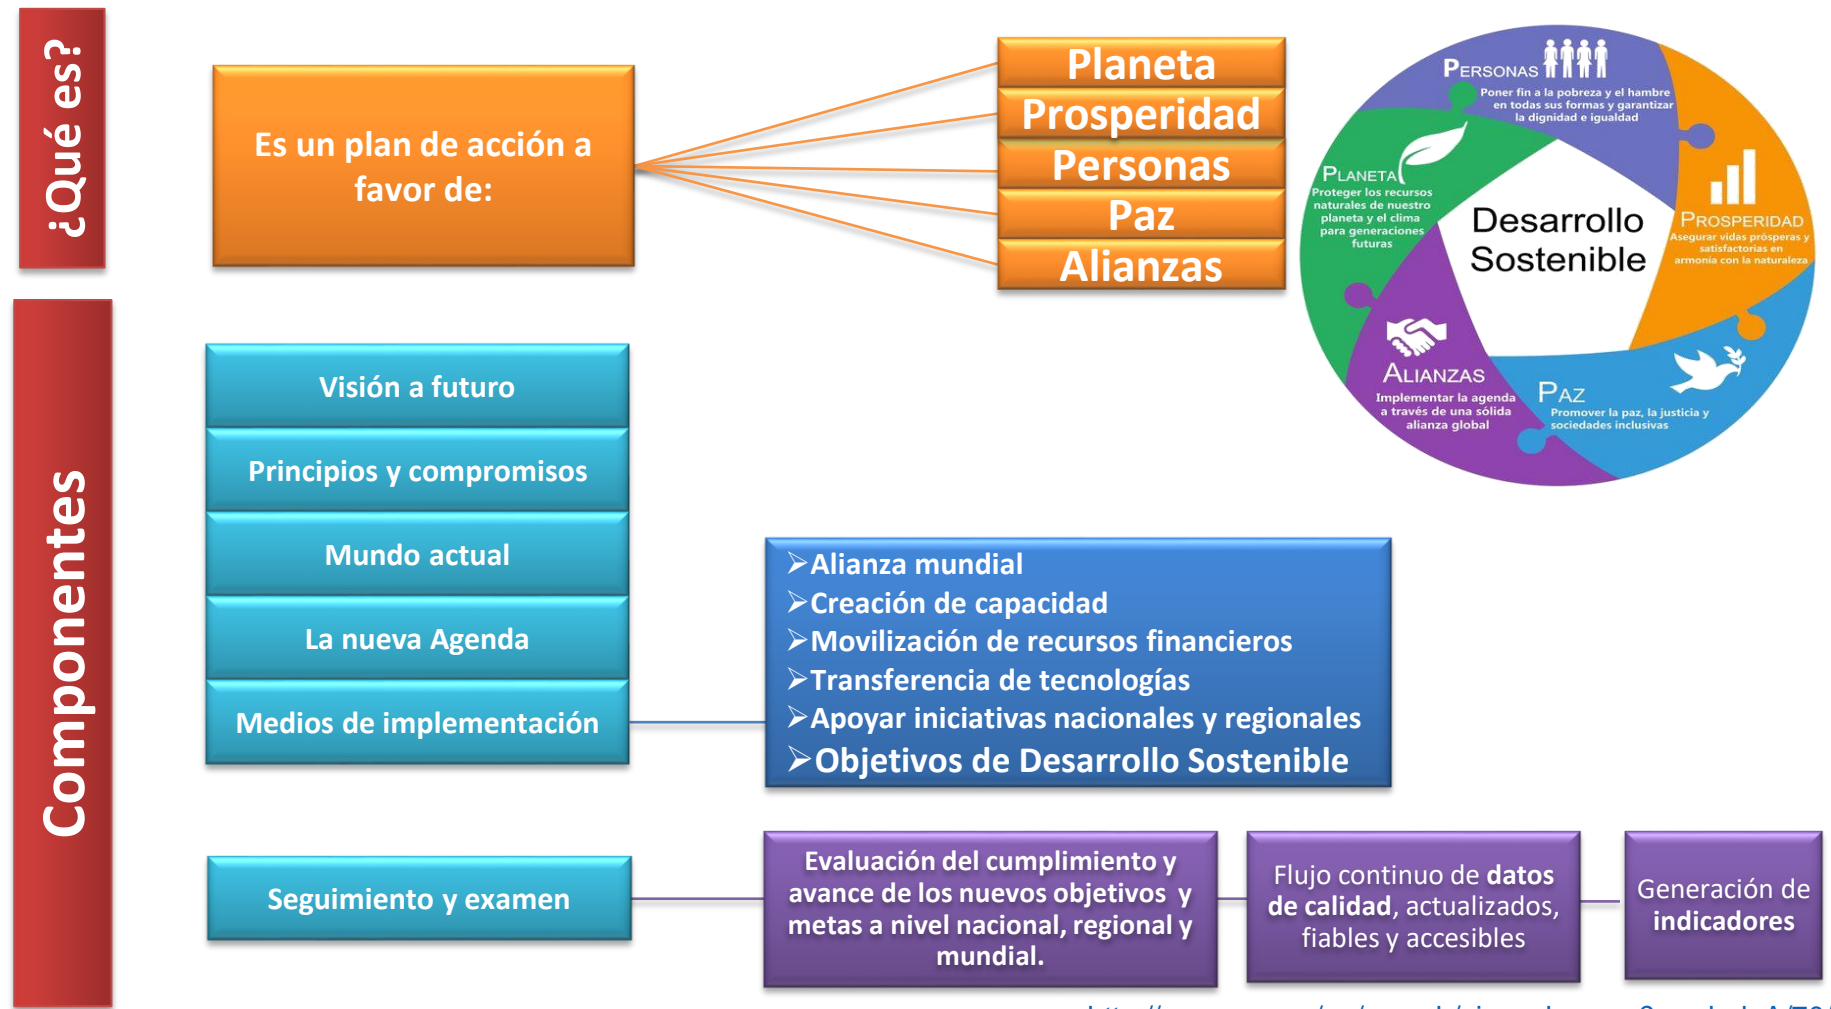 ¿Qué es?
Es un plan de acción a
favor de:
Planeta
Prosperidad
Personas
Paz
Alianzas
PERSONAS
Poner fin a la pobreza y el hambre
en todas sus formas y garantizar
la dignidad e igualdad
PLANETA
Proteger los recursos
naturales de nuestro
planeta y el clima
para generaciones
futuras
Desarrollo
Sostenible
PROSPERIDAD
Asegurar vidas prósperas y
satisfactorias en
armonía con la naturaleza
ALIANZAS
Implementar la agenda
a través de una sólida
alianza global
PAZ
Promover la paz, la justicia y
sociedades inclusivas
Componentes
Visión a futuro
Principios y compromisos
Mundo actual
La nueva Agenda
Medios de implementación
➢Alianza mundial
➢Creación de capacidad
➢Movilización de recursos financieros
➢Transferencia de tecnologías
➢Apoyar iniciativas nacionales y regionales
➢Objetivos de Desarrollo Sostenible
Seguimiento y examen
Evaluación del cumplimiento y
avance de los nuevos objetivos y
metas a nivel nacional, regional y
mundial.
Flujo continuo de datos
de calidad, actualizados,
fiables y accesibles
Generación de
indicadores